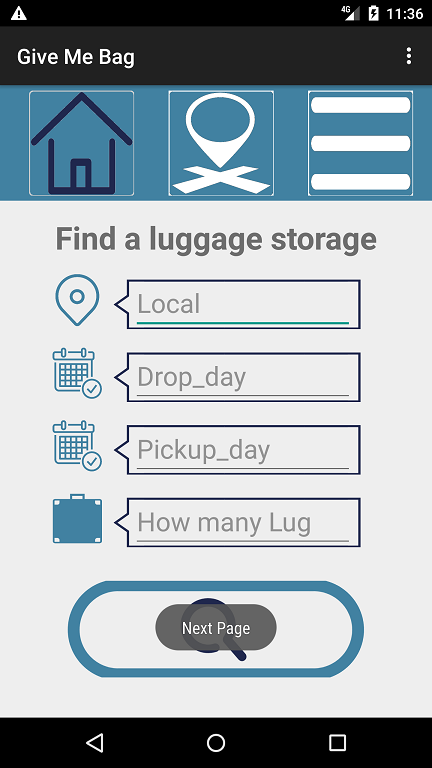 4G
11:36
Give Me Bag
Find a luggage storage
Local
Drop_day
Pickup_day
How many Lug
Next Page